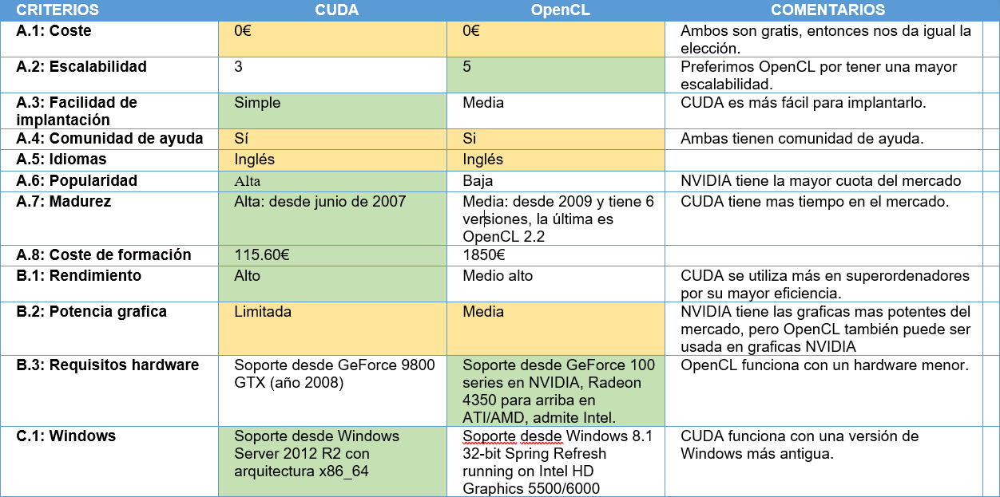 CRITERIOS CUDA OpenCL COMENTARIOS
A.1: Coste 0€ 0€ Ambos son gratis, entonces nos da igual la
elección.
A.2: Escalabilidad 3 5 Preferimos OpenCL por tener una mayor
escalabilidad.
A.3: Facilidad de Simple Media CUDA es más fácil para implantarlo.
implantación
A.4: Comunidad de ayuda Sí Si Ambas tienen comunidad de ayuda.
A.5: Idiomas Inglés Inglés
A.6: Popularidad Alta Baja NVIDIA tiene la mayor cuota del mercado
A.7: Madurez Alta: desde junio de 2007 Media: desde 2009 y tiene 6 CUDA tiene mas tiempo en el mercado.
versiones, la última es
OpenCL 2.2
A.8: Coste de formación 115.60€ 1850€
B.1: Rendimiento Alto Medio alto CUDA se utiliza más en superordenadores
por su mayor eficiencia.
B.2: Potencia grafica Limitada Media NVIDIA tiene las graficas mas potentes del
mercado, pero OpenCL también puede ser
usada en graficas NVIDIA
B.3: Requisitos hardware Soporte desde GeForce 9800 Soporte desde GeForce 100 OpenCL funciona con un hardware menor.
GTX (año 2008) series en NVIDIA, Radeon
4350 para arriba en
ATI/AMD, admite Intel.
C.1: Windows Soporte desde Windows Soporte desde Windows 8.1 CUDA funciona con una versión de
Server 2012 R2 con 32-bit Spring Refresh Windows más antigua.
arquitectura x86_64 running on Intel HD
Graphics 5500/6000